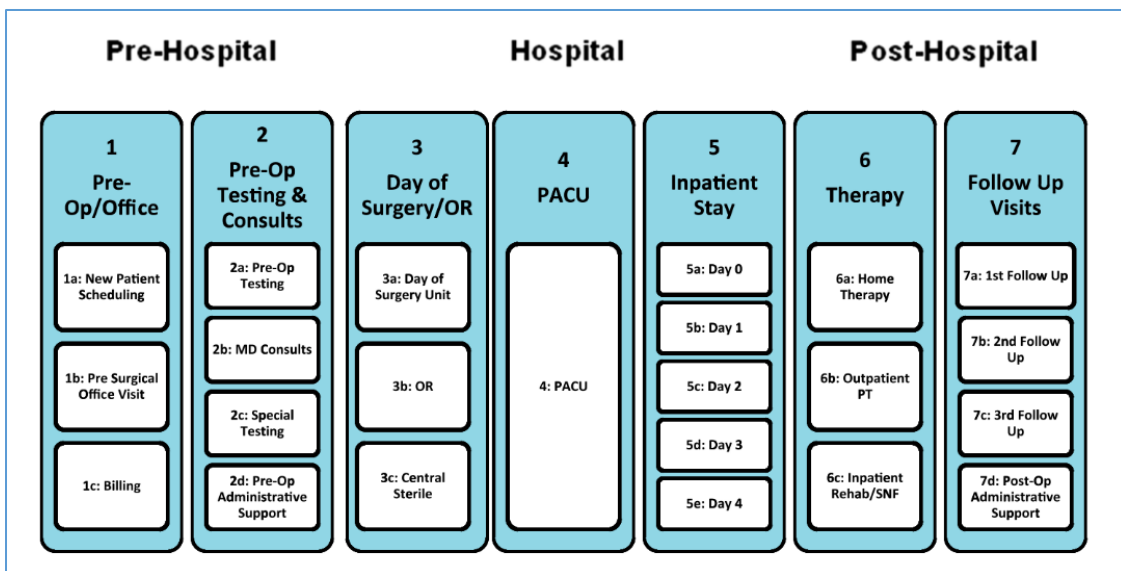 Pre-Hospital
Hospital
Post-Hospital
1
Pre-
Op/Office
1a: New Patient
Scheduling
1b: Pre Surgical
Office Visit
1c: Billing
2
Pre-Op
Testing &
Consults
2a: Pre-Op
Testing
2b: MD Consults
2c: Special
Testing
2d: Pre-Op
Administrative
Support
3
Day of
Surgery/OR
3a: Day of
Surgery Unit
3b: OR
3c: Central
Sterile
4
PACU
4: PACU
5
Inpatient
Stay
5a: Day 0
5b: Day 1
5c: Day 2
5d: Day 3
5e: Day 4
6
Therapy
6a: Home
Therapy
6b: Outpatient
PT
6c: Inpatient
Rehab/SNF
7
Follow Up
Visits
7a: 1st Follow Up
7b: 2nd Follow
Up
7c: 3rd Follow
Up
7d: Post-Op
Administrative
Support